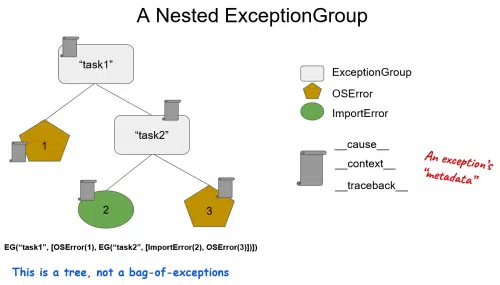 A Nested ExceptionGroup
"task1"
ExceptionGroup
OSError
ImportError
1
"task2"
__cause__
__context__
__traceback__
An exception's
"metadata"
2
3
EG("task1", [OSError(1), EG("task2", [ImportError(2), OSError(3)])])
This is a tree, not a bag-of-exceptions